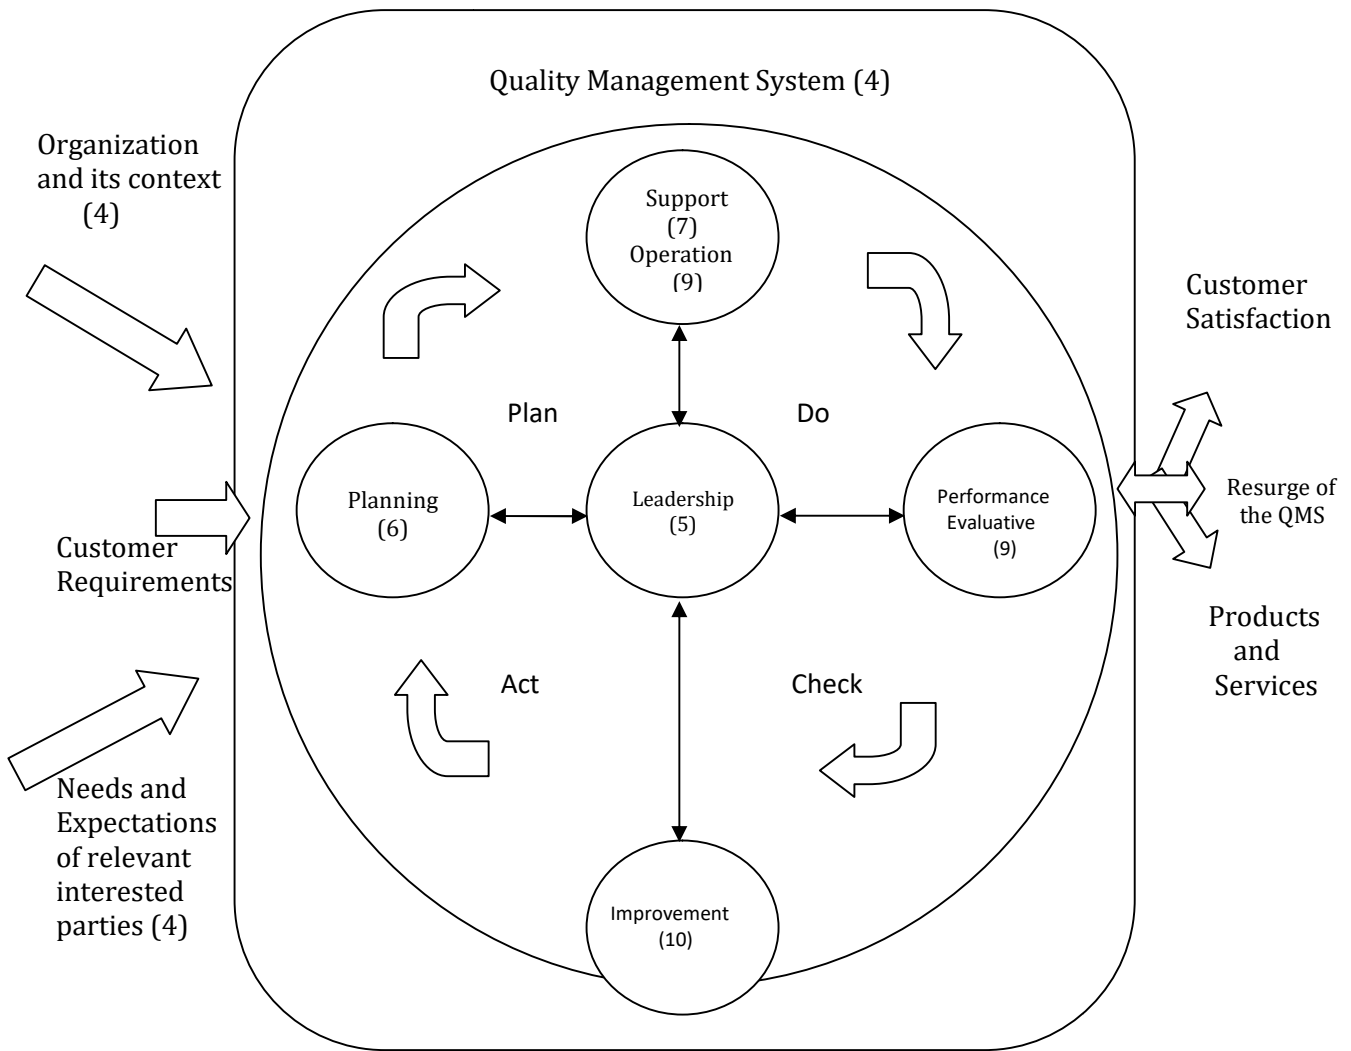 Quality Management System (4)
Organization
and its context
(4)
Support
(7)
Operation
(9)
Customer
Satisfaction
Plan
Do
Planning
(6)
Leadership
(5)
Performance
Evaluative
(9)
Resurge of
the QMS
Customer
Requirements
Products
and
Services
Act
Check
Needs and
Expectations
of relevant
interested
parties (4)
Improvement
(10)